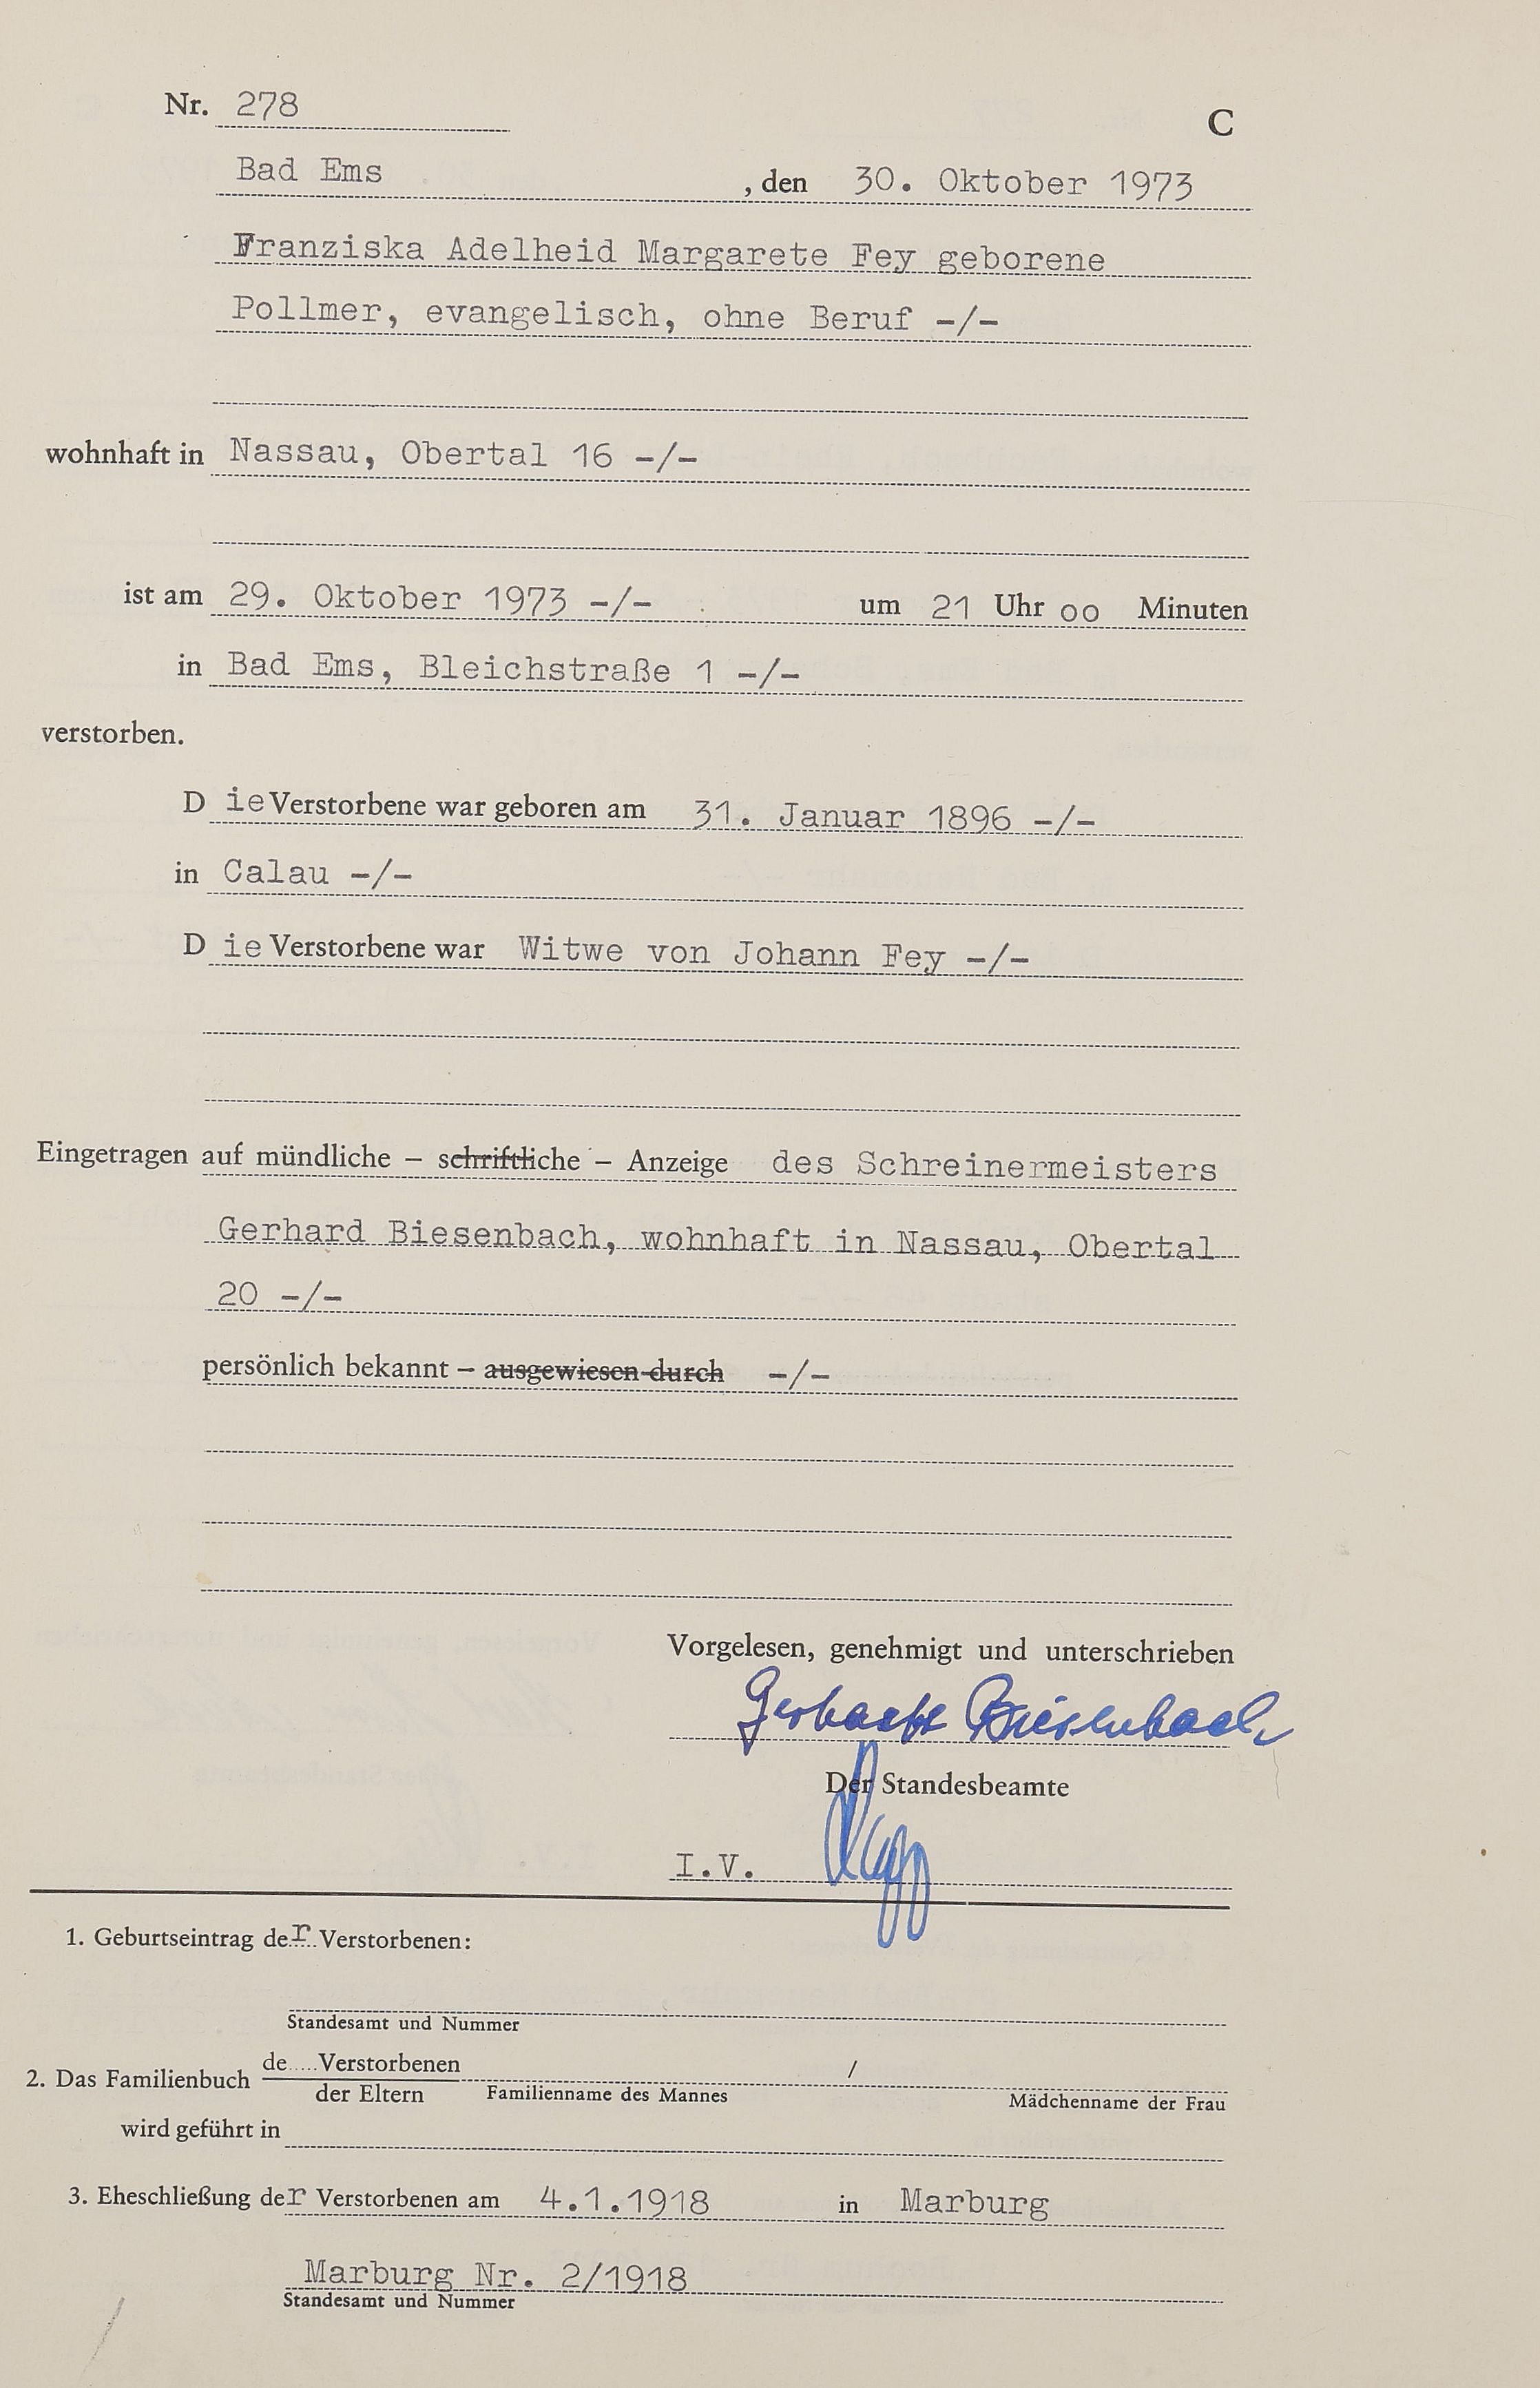 Nr. 278
C
Bad Ems , den 30. Oktober 1973
Franziska Adelheid Margarete Fey geborene
Pollmer, evangelisch, ohne Beruf -/-
wohnhaft in Nassau, Obertal 16 -/-
ist am 29. Oktober 1973 -/- um 21 Uhr oo Minuten
in Bad Ems, Bleichstraße 1 -/-
verstorben.
D ie Verstorbene war geboren am 31. Januar 1896 -/-
in Calau -/-
D ie Verstorbene war Witwe von Johann Fey -/-
Eingetragen auf mündliche – schriftliche – Anzeige des Schreinermeisters
Gerhard Biesenbach, wohnhaft in Nassau, Obertal
20 -/-
persönlich bekannt – ausgewiesen durch -/-
Vorgelesen, genehmigt und unterschrieben
Gerhard Biesenbach
Der Standesbeamte
I.V.
1. Geburtseintrag der Verstorbenen:
Standesamt und Nummer
2. Das Familienbuch de..... Verstorbenen /
der Eltern Familienname des Mannes Mädchenname der Frau
wird geführt in
3. Eheschließung der Verstorbenen am 4.1.1918 in Marburg
Marburg Nr. 2/1918
Standesamt und Nummer